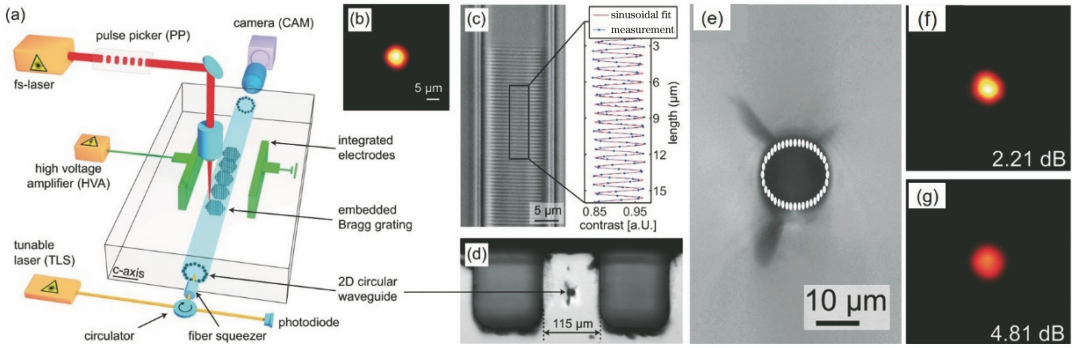 (a)
camera (CAM)
pulse picker (PP)
fs-laser
integrated
electrodes
high voltage
amplifier (HVA)
embedded
Bragg grating
tunable
laser (TLS)
c-axis
2D circular
waveguide
circulator
fiber squeezer
photodiode
(b)
5 µm
(c)
5 µm
sinusoidal fit
measurement
3
6
9
12
15
length (µm)
0.85
0.95
contrast [a.U.]
(d)
115 µm
(e)
10 µm
(f)
2.21 dB
(g)
4.81 dB